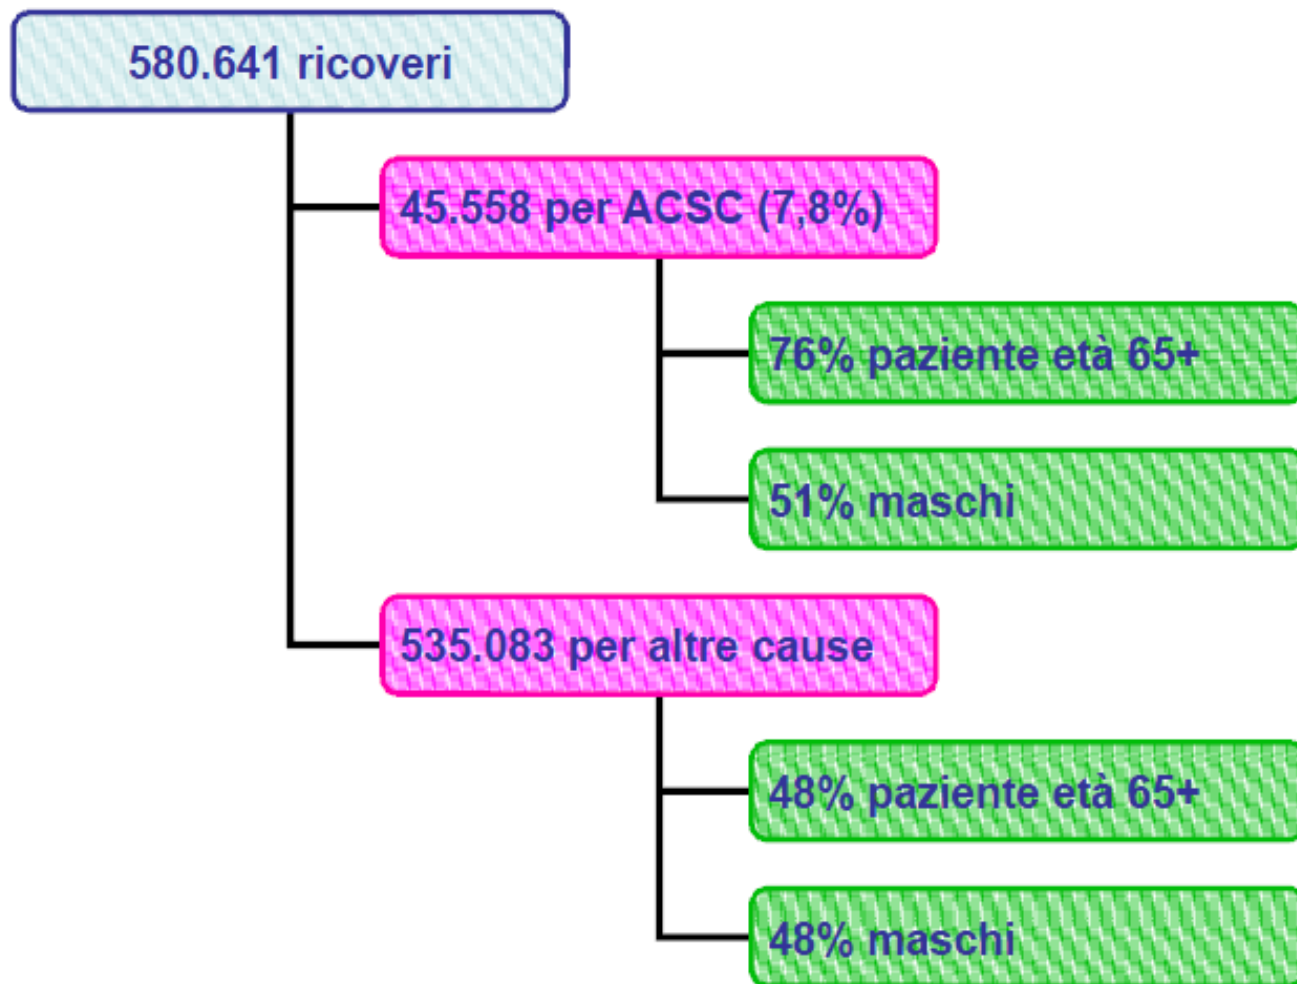 580.641 ricoveri
45.558 per ACSC (7,8%)
76% paziente età 65+
51% maschi
535.083 per altre cause
48% paziente età 65+
48% maschi